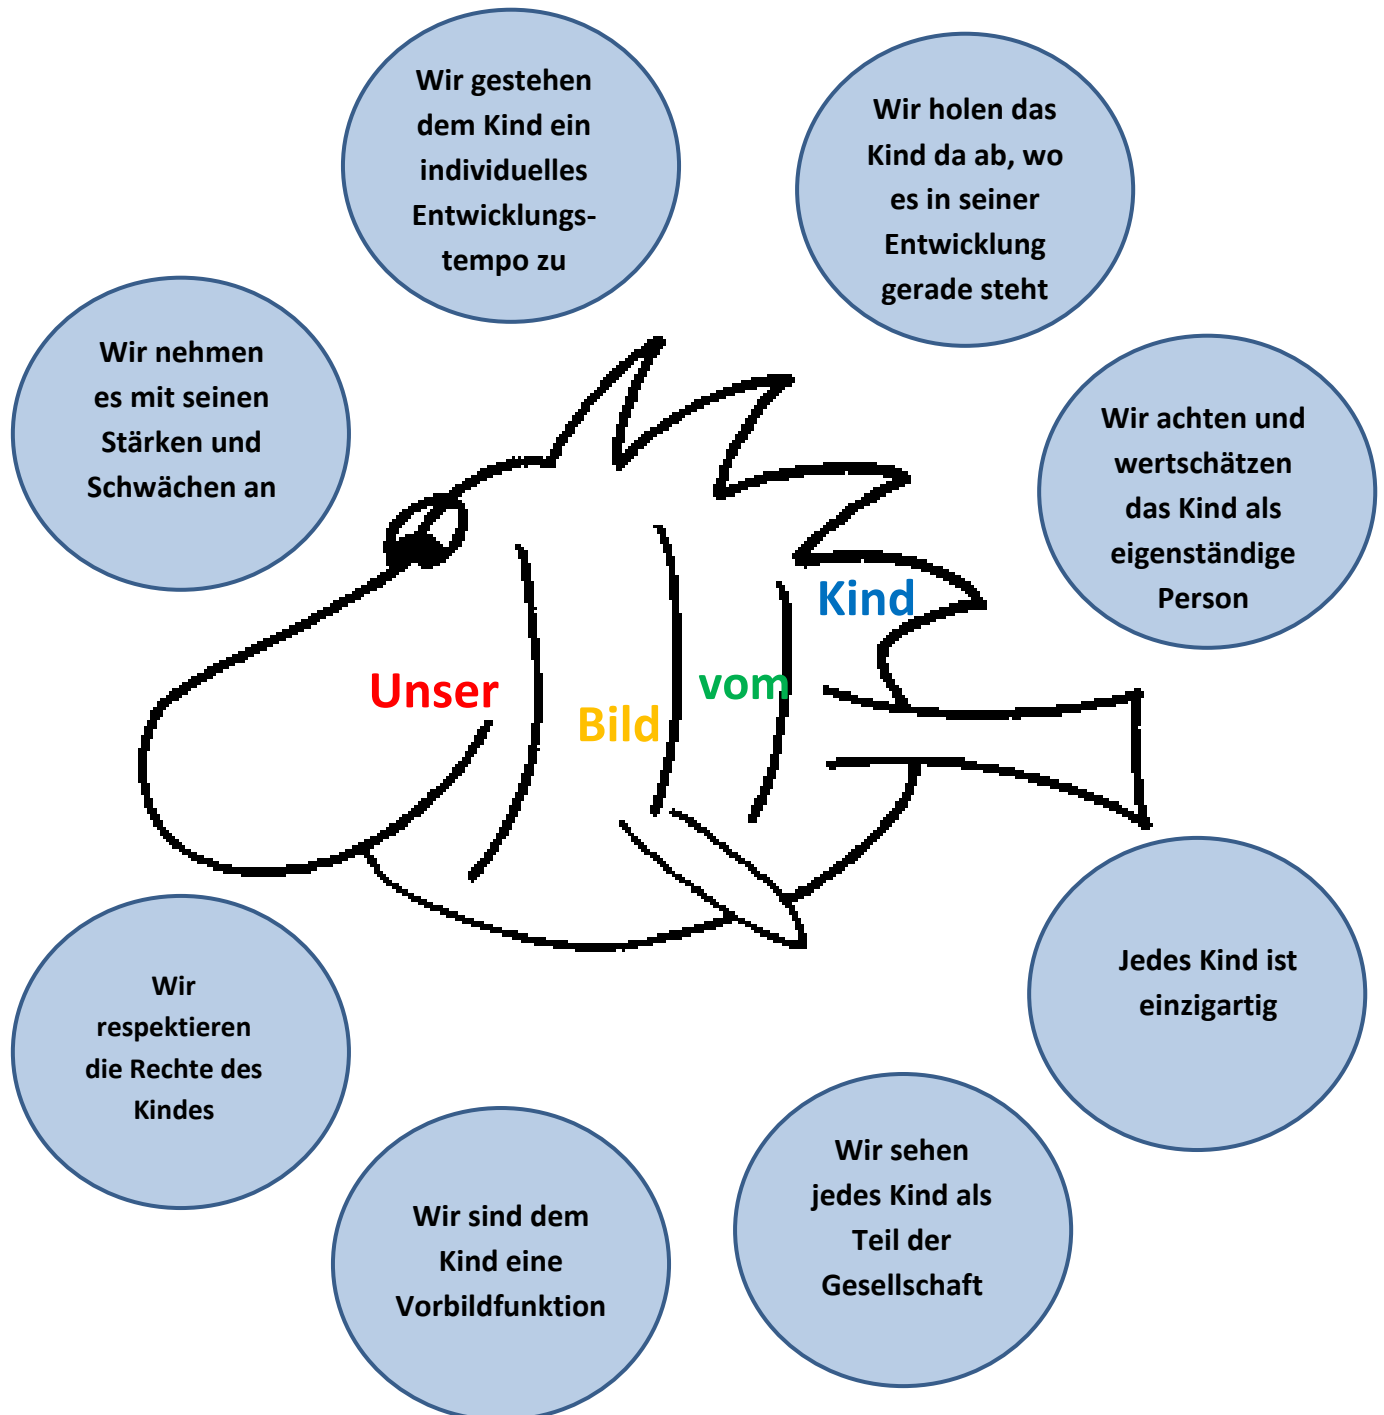 Wir gestehen
dem Kind ein
individuelles
Entwicklungs-
tempo zu
Wir holen das
Kind da ab, wo
es in seiner
Entwicklung
gerade steht
Wir nehmen
es mit seinen
Stärken und
Schwächen an
Wir achten und
wertschätzen
das Kind als
eigenständige
Person
Unser
Bild
vom
Kind
Wir
respektieren
die Rechte des
Kindes
Jedes Kind ist
einzigartig
Wir sind dem
Kind eine
Vorbildfunktion
Wir sehen
jedes Kind als
Teil der
Gesellschaft